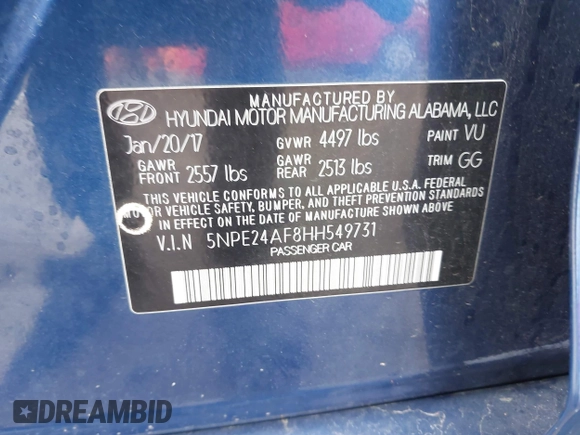 MANUFACTURED BY
HYUNDAI MOTOR MANUFACTURING ALABAMA, LLC
Jan/20/17 GVWR 4497 lbs PAINT VU
GAWR FRONT 2557 lbs GAWR REAR 2513 lbs TRIM GG
THIS VEHICLE CONFORMS TO ALL APPLICABLE U.S.A. FEDERAL
MOTOR VEHICLE SAFETY, BUMPER, AND THEFT PREVENTION STANDARDS
IN EFFECT ON THE DATE OF MANUFACTURE SHOWN ABOVE.
V.I.N 5NPE24AF8HH549731
PASSENGER CAR
DREAMBID